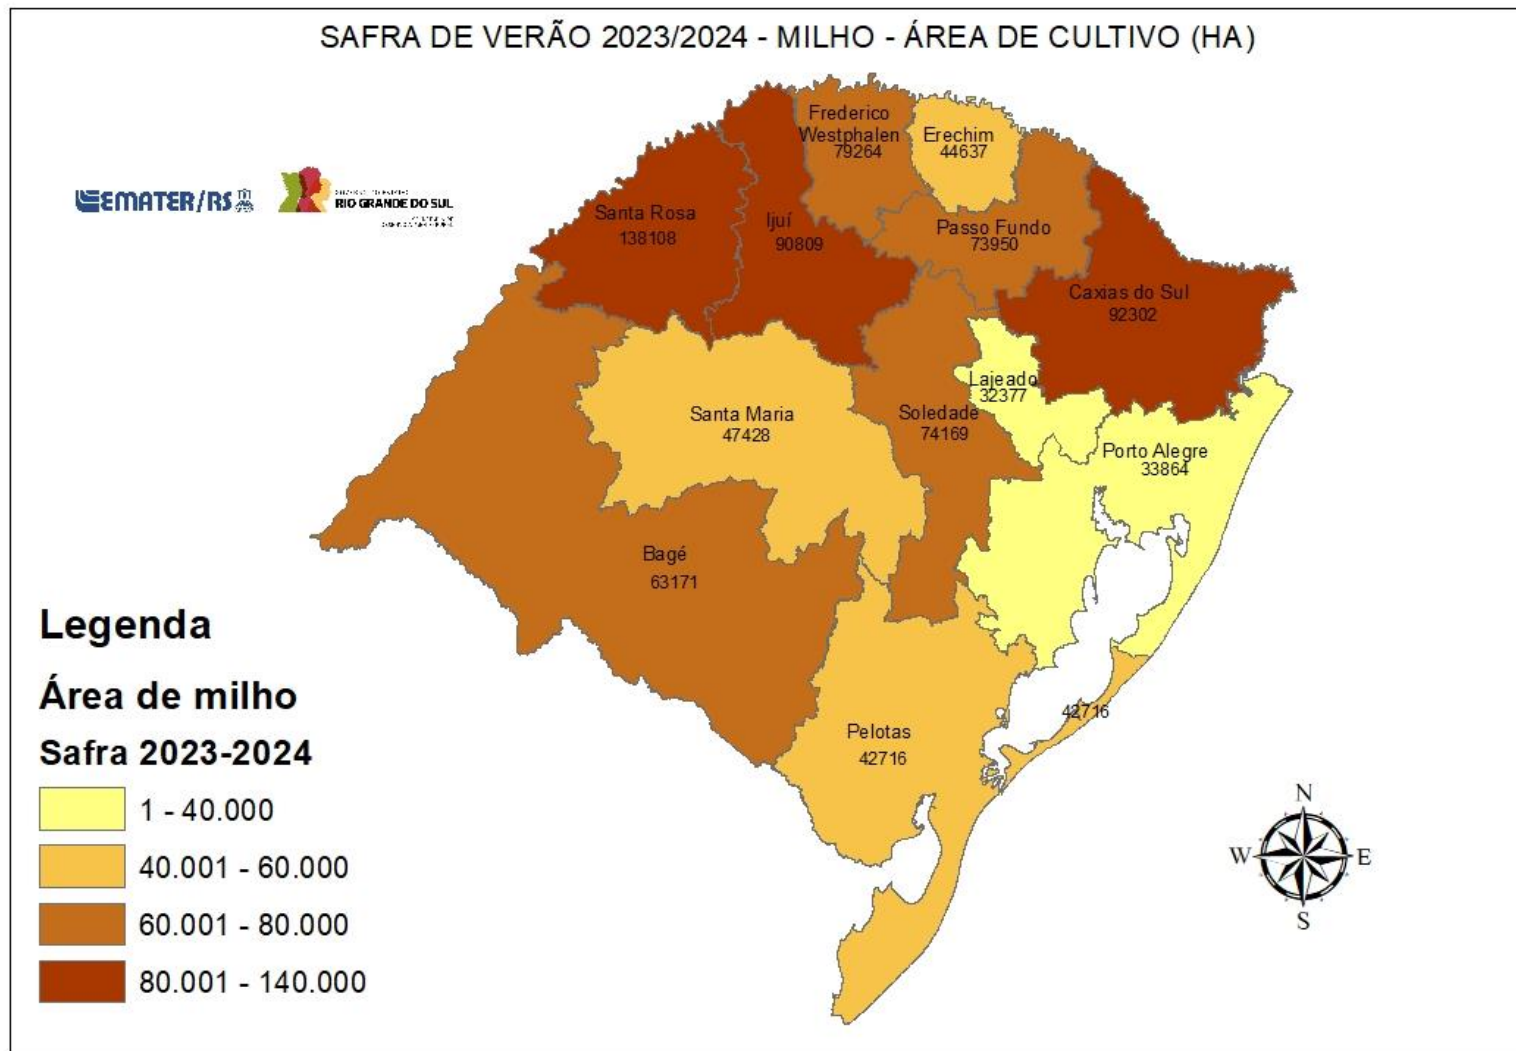 SAFRA DE VERÃO 2023/2024 - MILHO - ÁREA DE CULTIVO (HA)
EMATER/RS
RIO GRANDE DO SUL
Frederico
Westphalen
79264
Erechim
44637
Santa Rosa
138108
Ijuí
90809
Passo Fundo
73950
Caxias do Sul
92302
Lajeado
32377
Santa Maria
47428
Soledade
74169
Porto Alegre
33864
Bagé
63171
42716
Pelotas
42716
Legenda
Área de milho
Safra 2023-2024
1 - 40.000
40.001 - 60.000
60.001 - 80.000
80.001 - 140.000
N
W
E
S